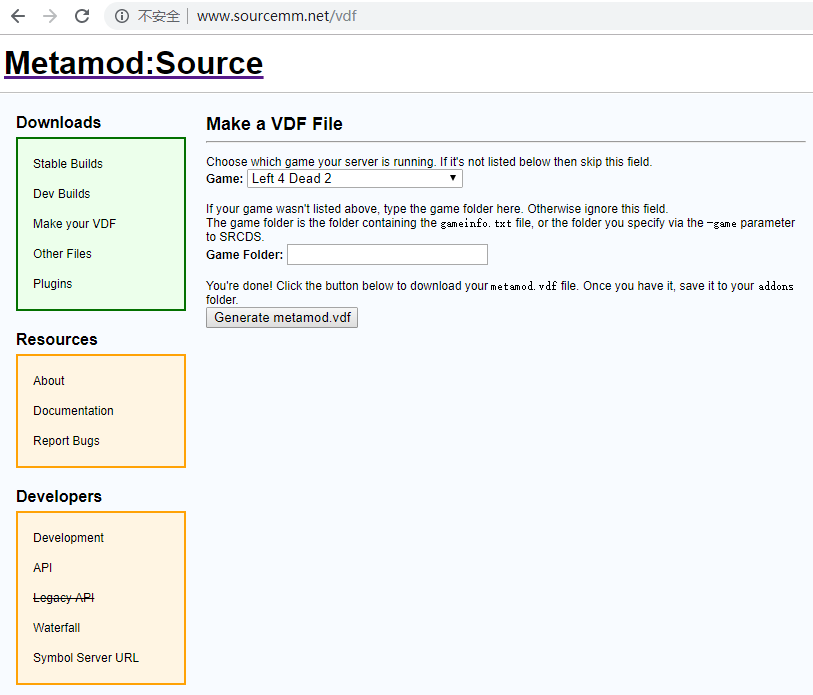 不安全 www.sourcemm.net/vdf
Metamod:Source
Downloads
Stable Builds
Dev Builds
Make your VDF
Other Files
Plugins
Resources
About
Documentation
Report Bugs
Developers
Development
API
Legacy API
Waterfall
Symbol Server URL
Make a VDF File
Choose which game your server is running. If it's not listed below then skip this field.
Game: Left 4 Dead 2
If your game wasn't listed above, type the game folder here. Otherwise ignore this field.
The game folder is the folder containing the gameinfo.txt file, or the folder you specify via the -game parameter
to SRCDS.
Game Folder:
You're done! Click the button below to download your metamod.vdf file. Once you have it, save it to your addons
folder.
Generate metamod.vdf